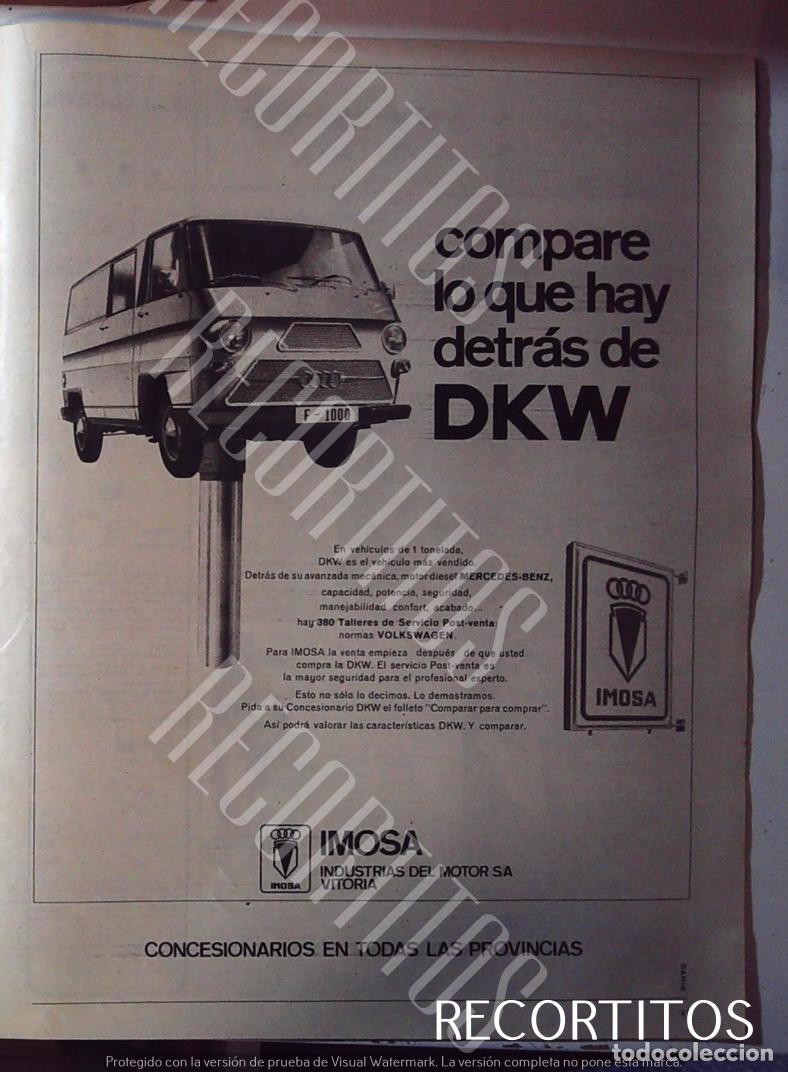 compare
lo que hay
detrás de
DKW
F - 1000
En vehículos de 1 tonelada,
DKW es el vehículo más vendido.
Detrás de su avanzada mecánica, motor diesel MERCEDES-BENZ,
capacidad, potencia, seguridad,
manejabilidad, confort, acabado...
hay 380 Talleres de Servicio Post-venta:
normas VOLKSWAGEN.
Para IMOSA la venta empieza después de que usted
compra la DKW. El servicio Post-venta es
la mayor seguridad para el profesional experto.
Esto no sólo lo decimos. Lo demostramos.
Pida a su Concesionario DKW el folleto "Comparar para comprar".
Así podrá valorar las características DKW. Y comparar.
IMOSA
IMOSA
IMOSA
INDUSTRIAS DEL MOTOR SA
VITORIA
CONCESIONARIOS EN TODAS LAS PROVINCIAS
DANIS
RECORTITOS
RECORTITOS
RECORTITOS
RECORTITOS
todocoleccion
Protegido con la versión de prueba de Visual Watermark. La versión completa no pone esta marca.